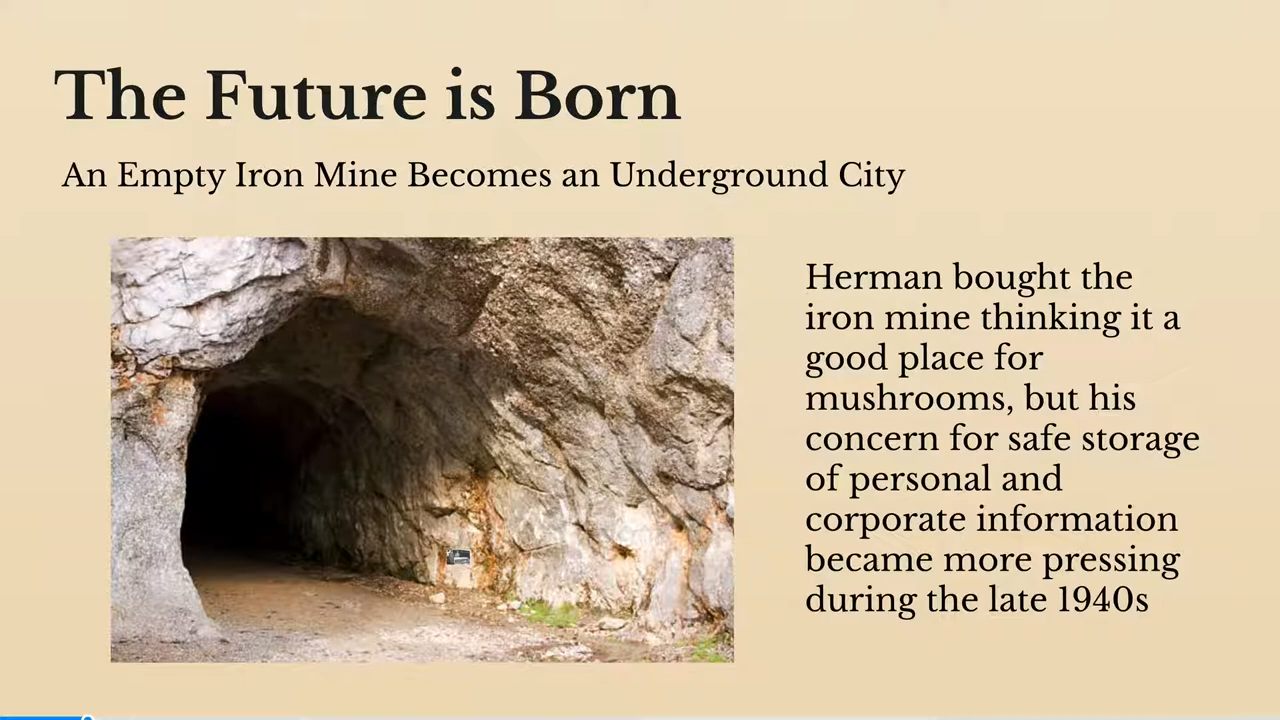 The Future is Born
An Empty Iron Mine Becomes an Underground City
Herman bought the
iron mine thinking it a
good place for
mushrooms, but his
concern for safe storage
of personal and
corporate information
became more pressing
during the late 1940s